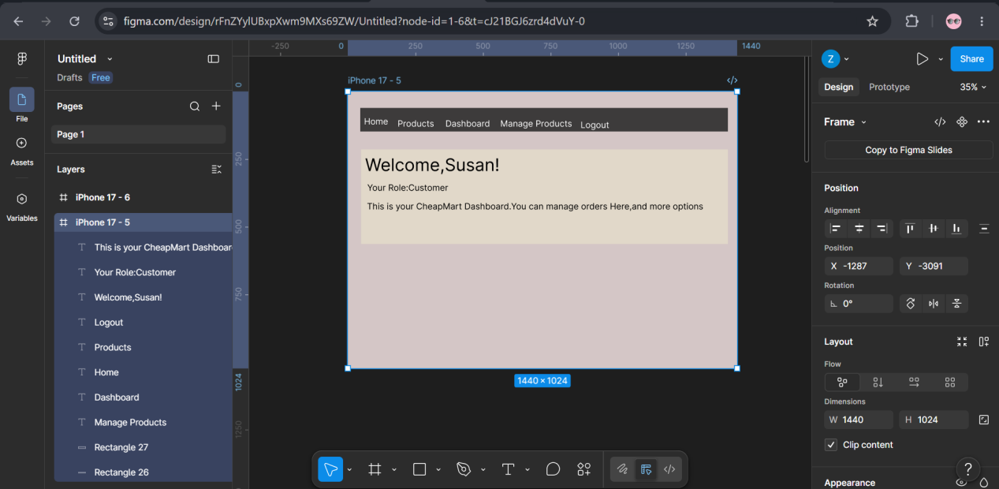 figma.com/design/rFnZYylUBxpXwm9MXs69ZW/Untitled?node-id=1-6&t=cJ21BGJ6zrd4dVuY-0
Untitled
Drafts Free
File
Assets
Variables
Pages
Page 1
Layers
iPhone 17 - 6
iPhone 17 - 5
This is your CheapMart Dashboar
Your Role:Customer
Welcome,Susan!
Logout
Products
Home
Dashboard
Manage Products
Rectangle 27
Rectangle 26
-250 0 250 500 750 1000 1250 1440
0
250
500
750
1024
1250
iPhone 17 - 5
Home Products Dashboard Manage Products Logout
Welcome,Susan!
Your Role:Customer
This is your CheapMart Dashboard.You can manage orders Here,and more options
1440 × 1024
Z
Share
Design Prototype 35%
Frame
Copy to Figma Slides
Position
Alignment
Position
X -1287 Y -3091
Rotation
0°
Layout
Flow
Dimensions
W 1440 H 1024
Clip content
Appearance
?